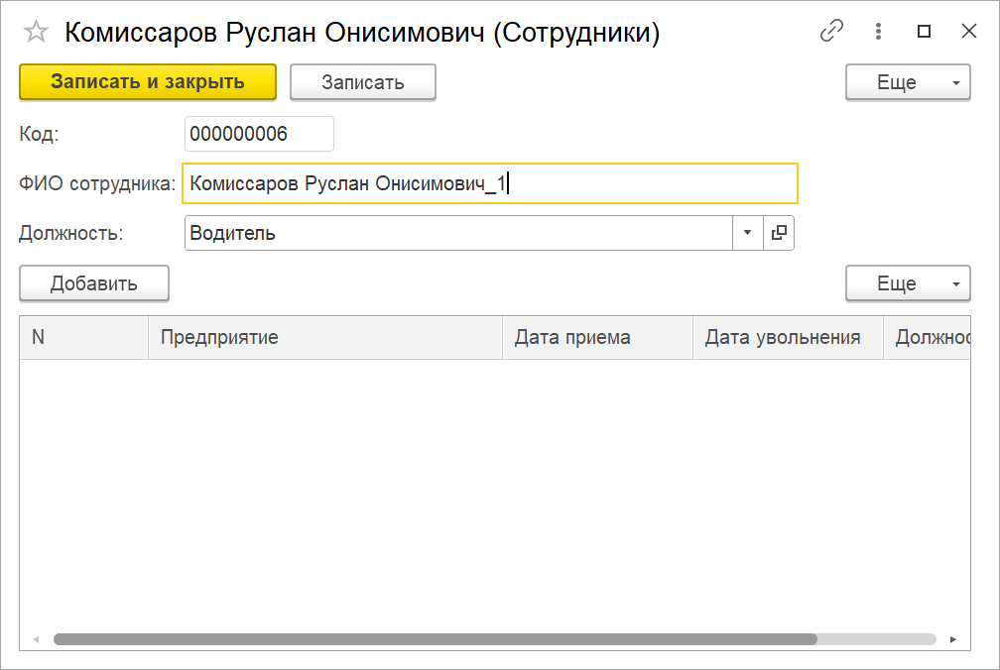 Комиссаров Руслан Онисимович (Сотрудники)
Записать и закрыть Записать Еще
Код: 000000006
ФИО сотрудника: Комиссаров Руслан Онисимович_1
Должность: Водитель
Добавить Еще
N Предприятие Дата приема Дата увольнения Должнос